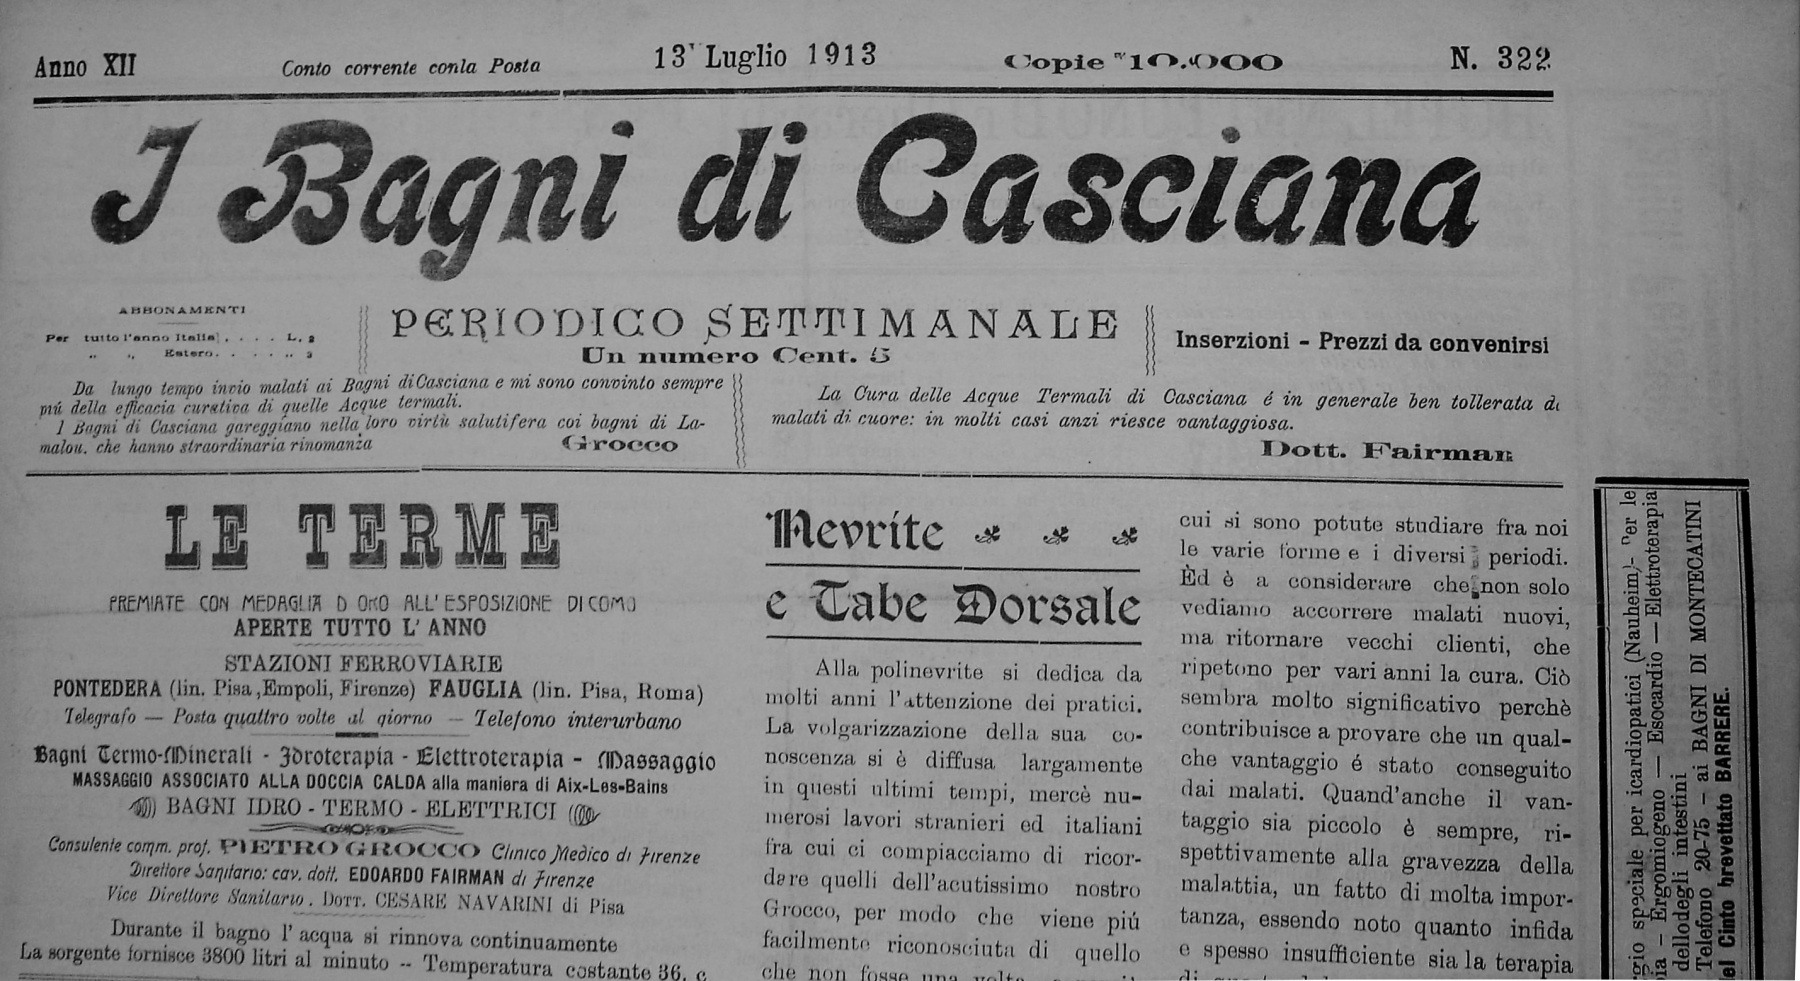 Anno XII
Conto corrente conla Posta
13 Luglio 1913
Copie 10.000
N. 322
I Bagni di Casciana
ABBONAMENTI
Per tutto l'anno Italia . . . . L. 2
„ „ Estero. . . . . „ 3
PERIODICO SETTIMANALE
Un numero Cent. 5
Inserzioni - Prezzi da convenirsi
Da lungo tempo invio malati ai Bagni di Casciana e mi sono convinto sempre
piú della efficacia curativa di quelle Acque termali.
I Bagni di Casciana gareggiano nella loro virtù salutifera coi bagni di La-
malou. che hanno straordinaria rinomanza
Grocco
La Cura delle Acque Termali di Casciana é in generale ben tollerata di
malati di cuore: in molti casi anzi riesce vantaggiosa.
Dott. Fairman
LE TERME
PREMIATE CON MEDAGLIA D ORO ALL'ESPOSIZIONE DI COMO
APERTE TUTTO L'ANNO
STAZIONI FERROVIARIE
PONTEDERA (lin. Pisa, Empoli, Firenze) FAUGLIA (lin. Pisa, Roma)
Telegrafo — Posta quattro volte al giorno — Telefono interurbano
Bagni Termo-Minerali - Idroterapia - Elettroterapia - Massaggio
MASSAGGIO ASSOCIATO ALLA DOCCIA CALDA alla maniera di Aix-Les-Bains
BAGNI IDRO - TERMO - ELETTRICI
Consulente comm. prof. PIETRO GROCCO Clinico Medico di Firenze
Direttore Sanitario: cav. dott. EDOARDO FAIRMAN di Firenze
Vice Direttore Sanitario. Dott. CESARE NAVARINI di Pisa
Durante il bagno l'acqua si rinnova continuamente
La sorgente fornisce 3800 litri al minuto -- Temperatura costante 36. c
Nevrite
e Tabe Dorsale
Alla polinevrite si dedica da
molti anni l'attenzione dei pratici.
La volgarizzazione della sua co-
noscenza si è diffusa largamente
in questi ultimi tempi, mercè nu-
merosi lavori stranieri ed italiani
fra cui ci compiacciamo di ricor-
dare quelli dell'acutissimo nostro
Grocco, per modo che viene piú
facilmente riconosciuta di quello
che non fosse una volta
cui si sono potute studiare fra noi
le varie forme e i diversi periodi.
Èd è a considerare che non solo
vediamo accorrere malati nuovi,
ma ritornare vecchi clienti, che
ripetono per vari anni la cura. Ciò
sembra molto significativo perchè
contribuisce a provare che un qual-
che vantaggio é stato conseguito
dai malati. Quand'anche il van-
taggio sia piccolo è sempre, ri-
spettivamente alla gravezza della
malattia, un fatto di molta impor-
tanza, essendo noto quanto infida
e spesso insufficiente sia la terapia
rgio speciale per icardiopatici (Nauheim)- Per le
pia - Ergomiogeno — Esocardio — Elettroterapia
dello degli intestini
Telefono 20-75 - ai BAGNI DI MONTECATINI
del Cinto brevettato BARRERE.